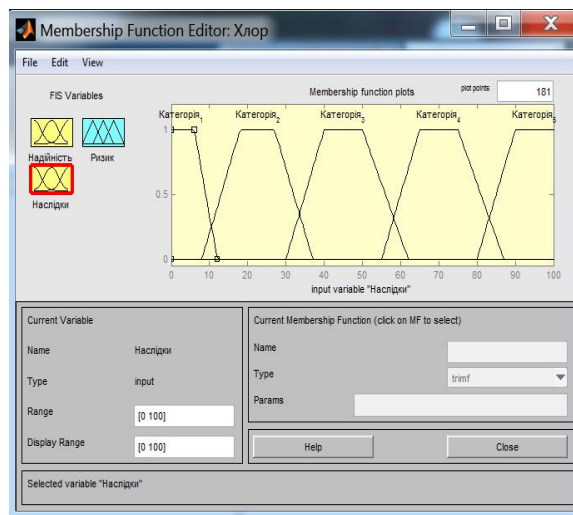 Membership Function Editor: Хлор
File Edit View
FIS Variables
Надійність Ризик
Наслідки
Membership function plots
plot points:
181
Категорія1 Категорія2 Категорія3 Категорія4 Категорія5
1
0.5
0
0 10 20 30 40 50 60 70 80 90 100
input variable "Наслідки"
Current Variable
Name Наслідки
Type input
Range [0 100]
Display Range [0 100]
Current Membership Function (click on MF to select)
Name
Type trimf
Params
Help Close
Selected variable "Наслідки"